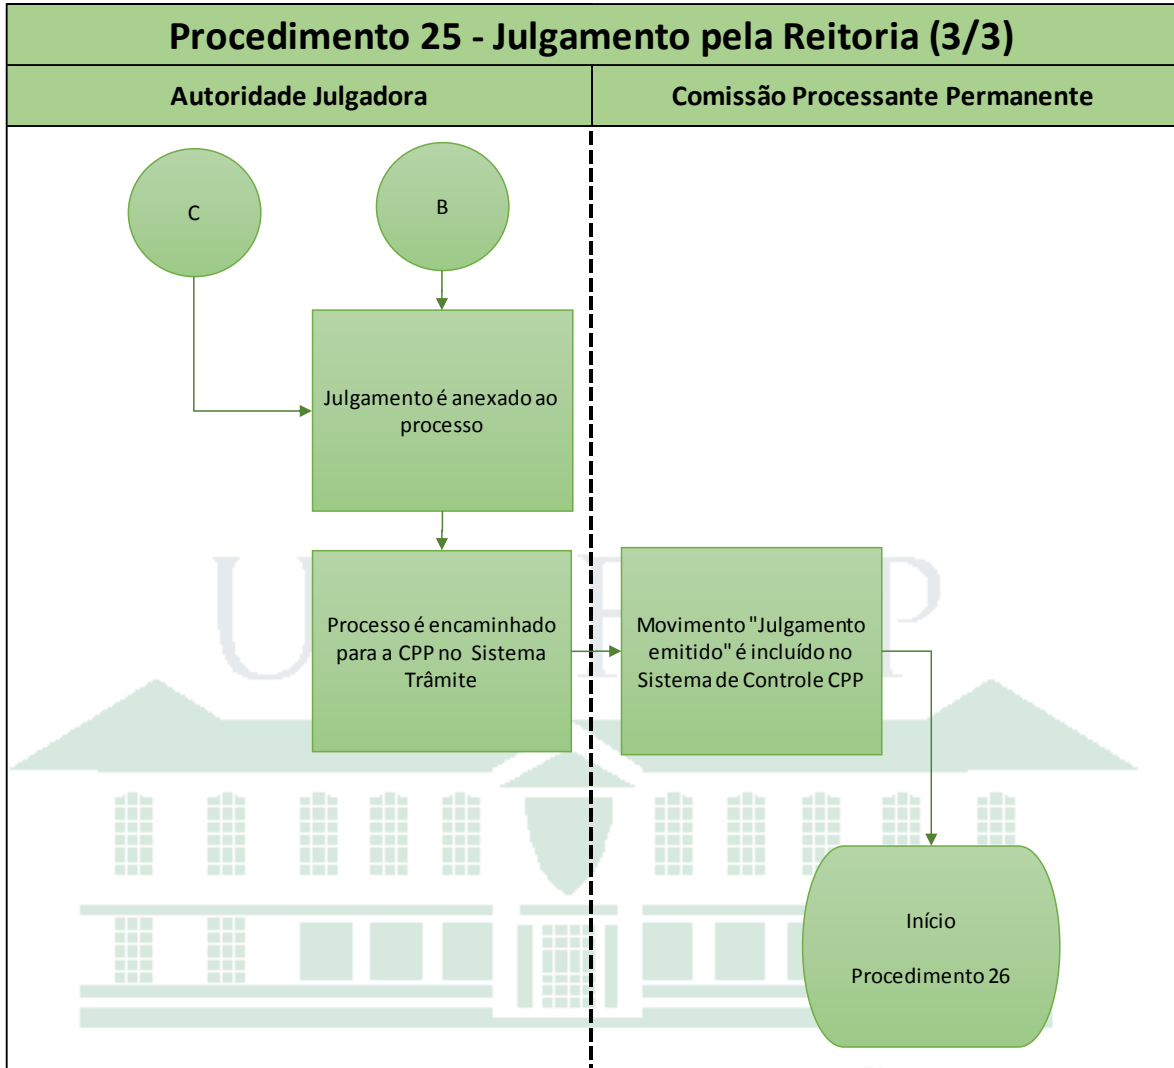 Procedimento 25 - Julgamento pela Reitoria (3/3)
Autoridade Julgadora
Comissão Processante Permanente
C
B
Julgamento é anexado ao
processo
Processo é encaminhado
para a CPP no Sistema
Trâmite
Movimento "Julgamento
emitido" é incluído no
Sistema de Controle CPP
Início
Procedimento 26